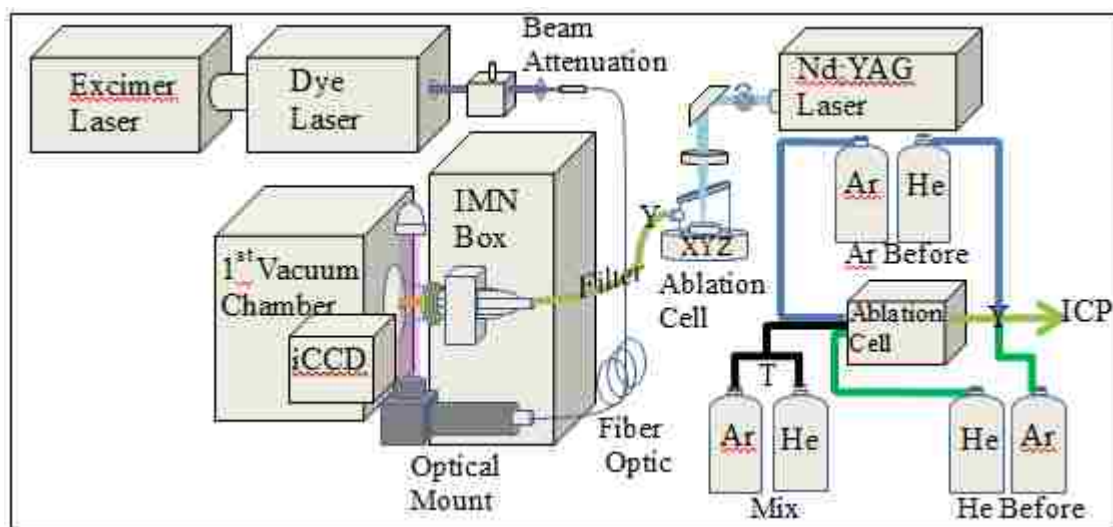 Excimer
Laser
Dye
Laser
Beam
Attenuation
Nd:YAG
Laser
IMN
Box
1st Vacuum
Chamber
iCCD
Filter
Y
XYZ
Ablation
Cell
Fiber
Optic
Optical
Mount
Ar
He
Ar Before
Ablation
Cell
Y
ICP
T
Ar
He
Mix
He
Ar
He Before